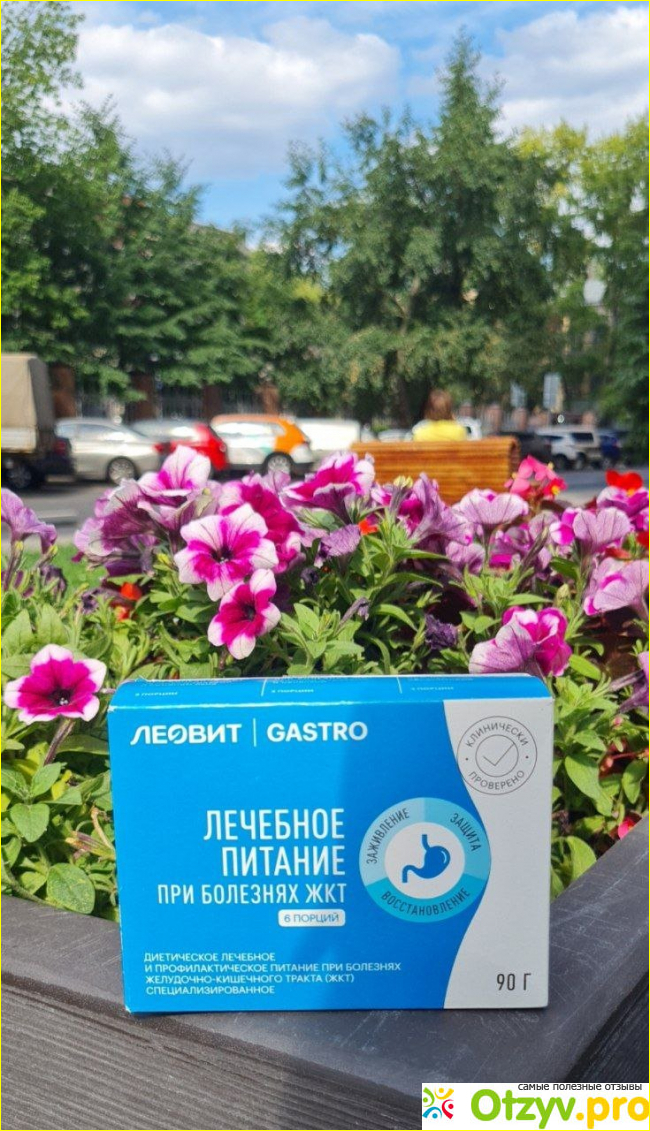 ЛЕОВИТ | GASTRO
КЛИНИЧЕСКИ
ПРОВЕРЕНО
ЛЕЧЕБНОЕ
ПИТАНИЕ
ПРИ БОЛЕЗНЯХ ЖКТ
6 ПОРЦИЙ
ЗАЖИВЛЕНИЕ
ЗАЩИТА
ВОССТАНОВЛЕНИЕ
ДИЕТИЧЕСКОЕ ЛЕЧЕБНОЕ
И ПРОФИЛАКТИЧЕСКОЕ ПИТАНИЕ ПРИ БОЛЕЗНЯХ
ЖЕЛУДОЧНО-КИШЕЧНОГО ТРАКТА (ЖКТ)
СПЕЦИАЛИЗИРОВАННОЕ
90 Г
самые полезные отзывы
Otzyv.pro